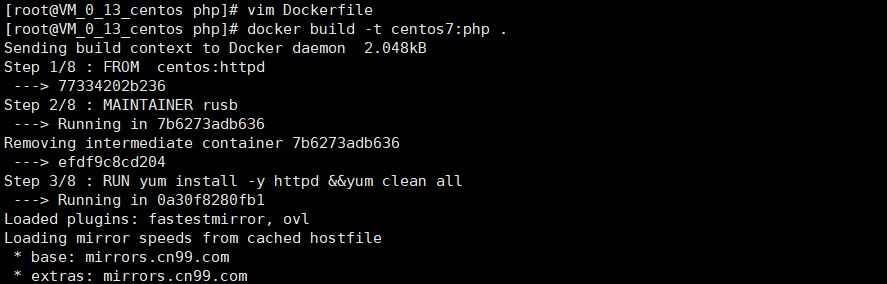 [root@VM_0_13_centos php]# vim Dockerfile
[root@VM_0_13_centos php]# docker build -t centos7:php .
Sending build context to Docker daemon  2.048kB
Step 1/8 : FROM  centos:httpd
 ---> 77334202b236
Step 2/8 : MAINTAINER rusb
 ---> Running in 7b6273adb636
Removing intermediate container 7b6273adb636
 ---> efdf9c8cd204
Step 3/8 : RUN yum install -y httpd &&yum clean all
 ---> Running in 0a30f8280fb1
Loaded plugins: fastestmirror, ovl
Loading mirror speeds from cached hostfile
 * base: mirrors.cn99.com
 * extras: mirrors.cn99.com